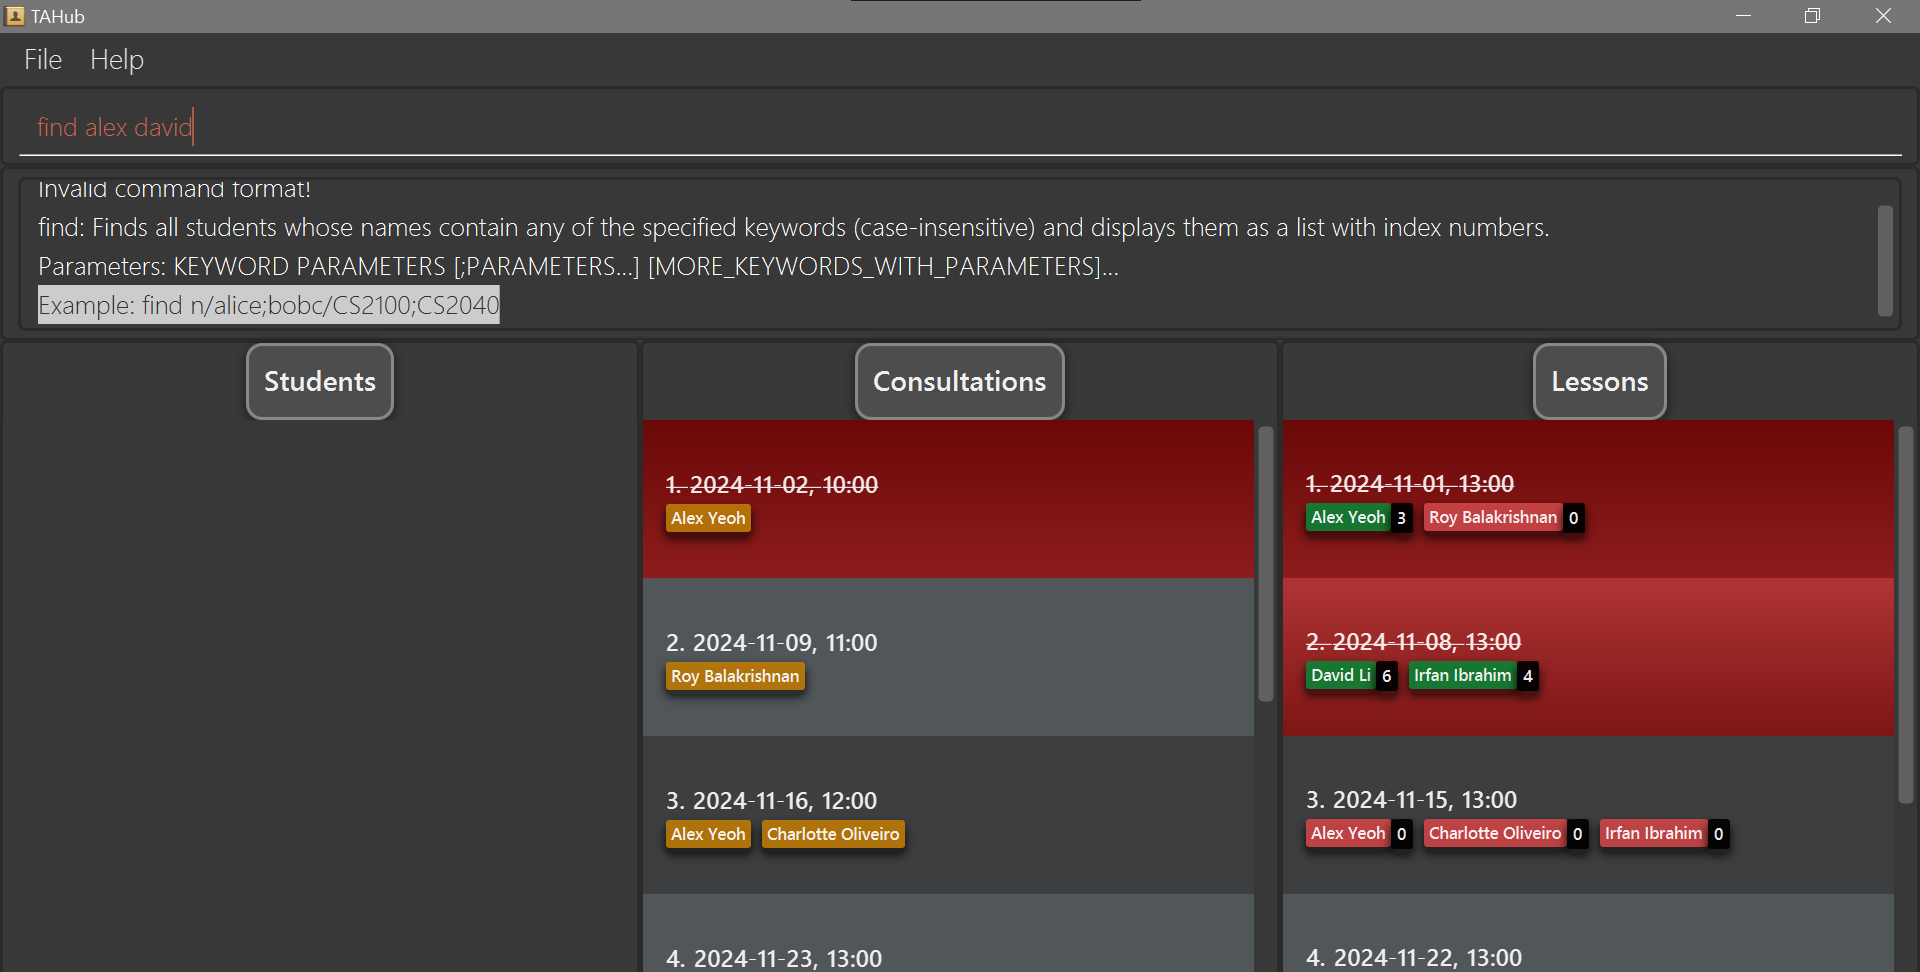 TAHub
File Help
find alex david
Invalid command format!
find: Finds all students whose names contain any of the specified keywords (case-insensitive) and displays them as a list with index numbers.
Parameters: KEYWORD PARAMETERS [;PARAMETERS...] [MORE_KEYWORDS_WITH_PARAMETERS]...
Example: find n/alice;bobc/CS2100;CS2040
Students
Consultations
1. 2024-11-02, 10:00
Alex Yeoh
2. 2024-11-09, 11:00
Roy Balakrishnan
3. 2024-11-16, 12:00
Alex Yeoh Charlotte Oliveiro
4. 2024-11-23, 13:00
Lessons
1. 2024-11-01, 13:00
Alex Yeoh 3 Roy Balakrishnan 0
2. 2024-11-08, 13:00
David Li 6 Irfan Ibrahim 4
3. 2024-11-15, 13:00
Alex Yeoh 0 Charlotte Oliveiro 0 Irfan Ibrahim 0
4. 2024-11-22, 13:00